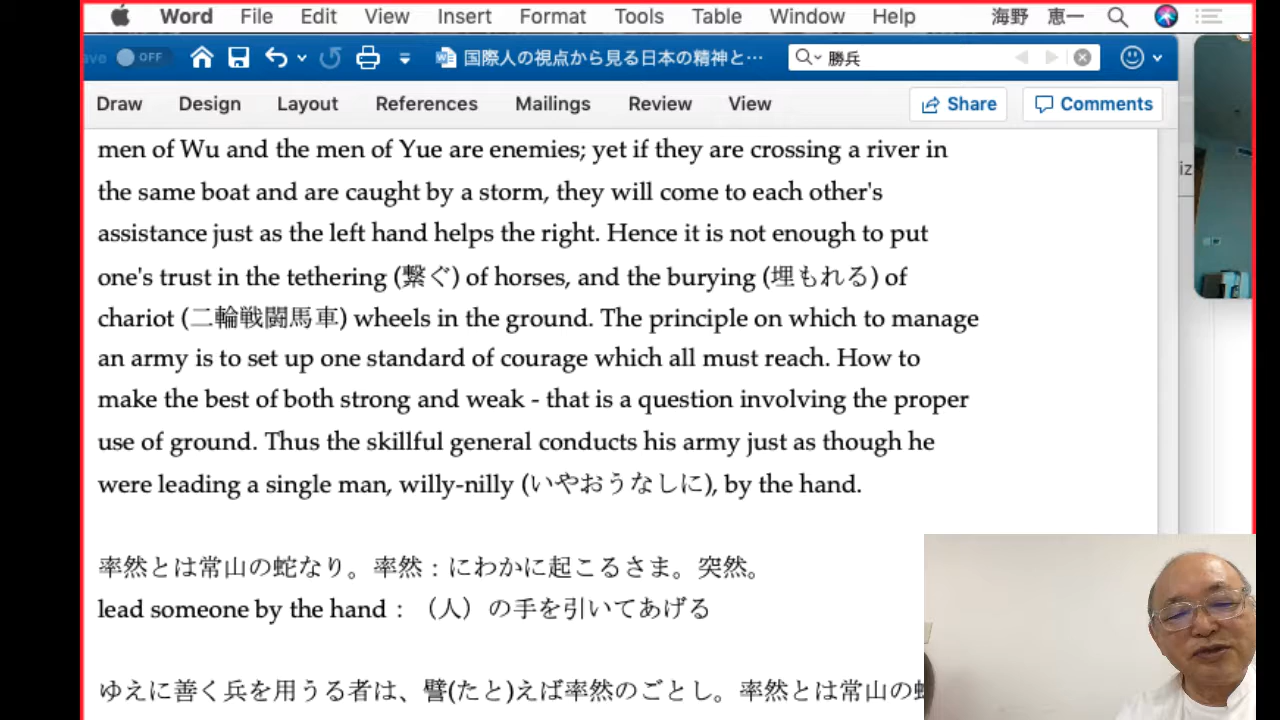 Word File Edit View Insert Format Tools Table Window Help 海野 恵一
ave OFF 国際人の視点から見る日本の精神と… 勝兵
Draw Design Layout References Mailings Review View Share Comments
men of Wu and the men of Yue are enemies; yet if they are crossing a river in
the same boat and are caught by a storm, they will come to each other's
iz
assistance just as the left hand helps the right. Hence it is not enough to put
one's trust in the tethering (繋ぐ) of horses, and the burying (埋もれる) of
chariot (二輪戦闘馬車) wheels in the ground. The principle on which to manage
an army is to set up one standard of courage which all must reach. How to
make the best of both strong and weak - that is a question involving the proper
use of ground. Thus the skillful general conducts his army just as though he
were leading a single man, willy-nilly (いやおうなしに), by the hand.
率然とは常山の蛇なり。率然：にわかに起こるさま。突然。
lead someone by the hand：（人）の手を引いてあげる
ゆえに善く兵を用うる者は、譬(たと)えば率然のごとし。率然とは常山の